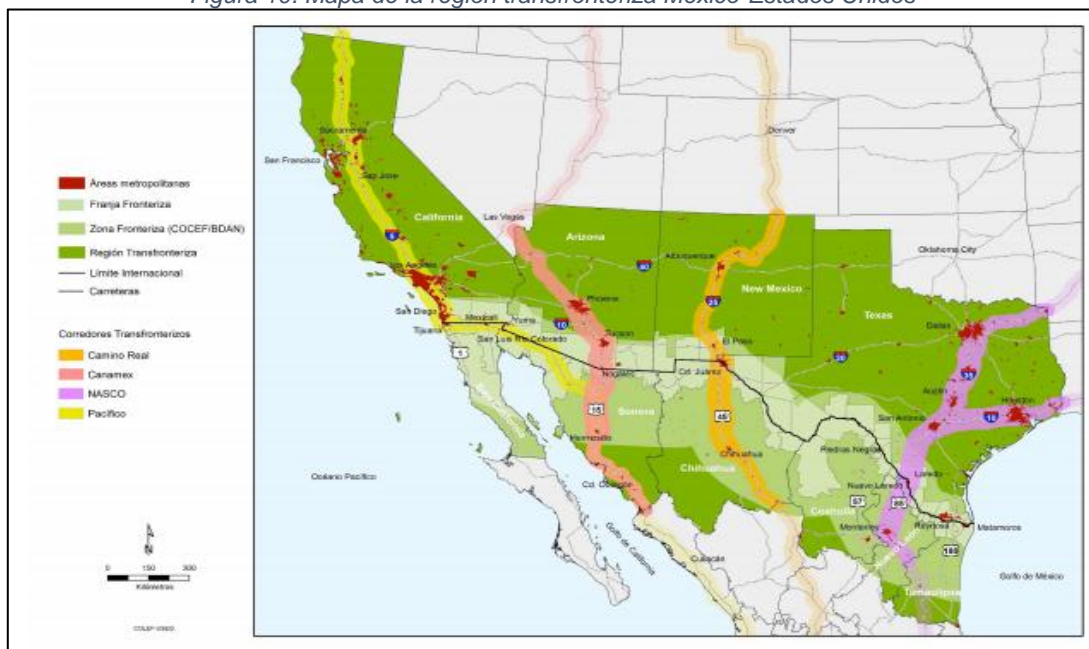 Figura 10. Mapa de la región transfronteriza México-Estados Unidos
Áreas metropolitanas
Franja Fronteriza
Zona Fronteriza (COCEF/BDAN)
Región Transfronteriza
Límite Internacional
Carreteras
Corredores Transfronterizos
Camino Real
Canamex
NASCO
Pacífico
N
0 150 300
Kilómetros
Sacramento
San Francisco
San Jose
California
Las Vegas
5
Los Angeles
San Diego
Tijuana
Mexicali
Yuma
San Luis Río Colorado
1
Arizona
40
Phoenix
10
Tucson
Nogales
15
Sonora
Hermosillo
Cd. Obregón
Denver
Albuquerque
25
New Mexico
El Paso
Cd. Juárez
45
Chihuahua
Chihuahua
Oklahoma City
Texas
Dallas
20
35
Austin
Houston
10
San Antonio
Piedras Negras
Laredo
Nuevo Laredo
57
85
Coahuila
Monterrey
Reynosa
Matamoros
Tamaulipas
Culiacán
Océano Pacífico
Golfo de California
Golfo de México